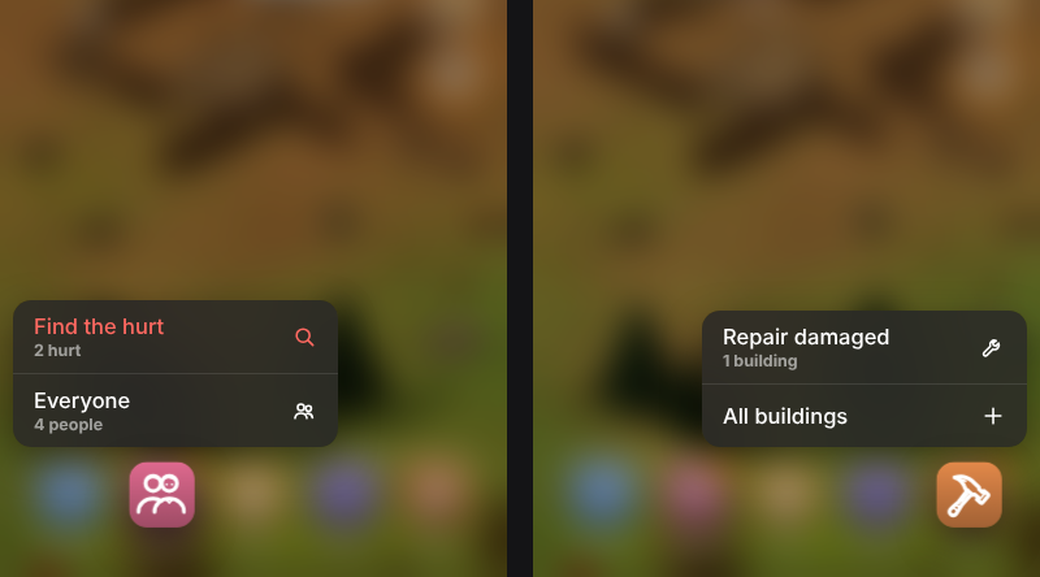 Find the hurt
2 hurt
Everyone
4 people
Repair damaged
1 building
All buildings